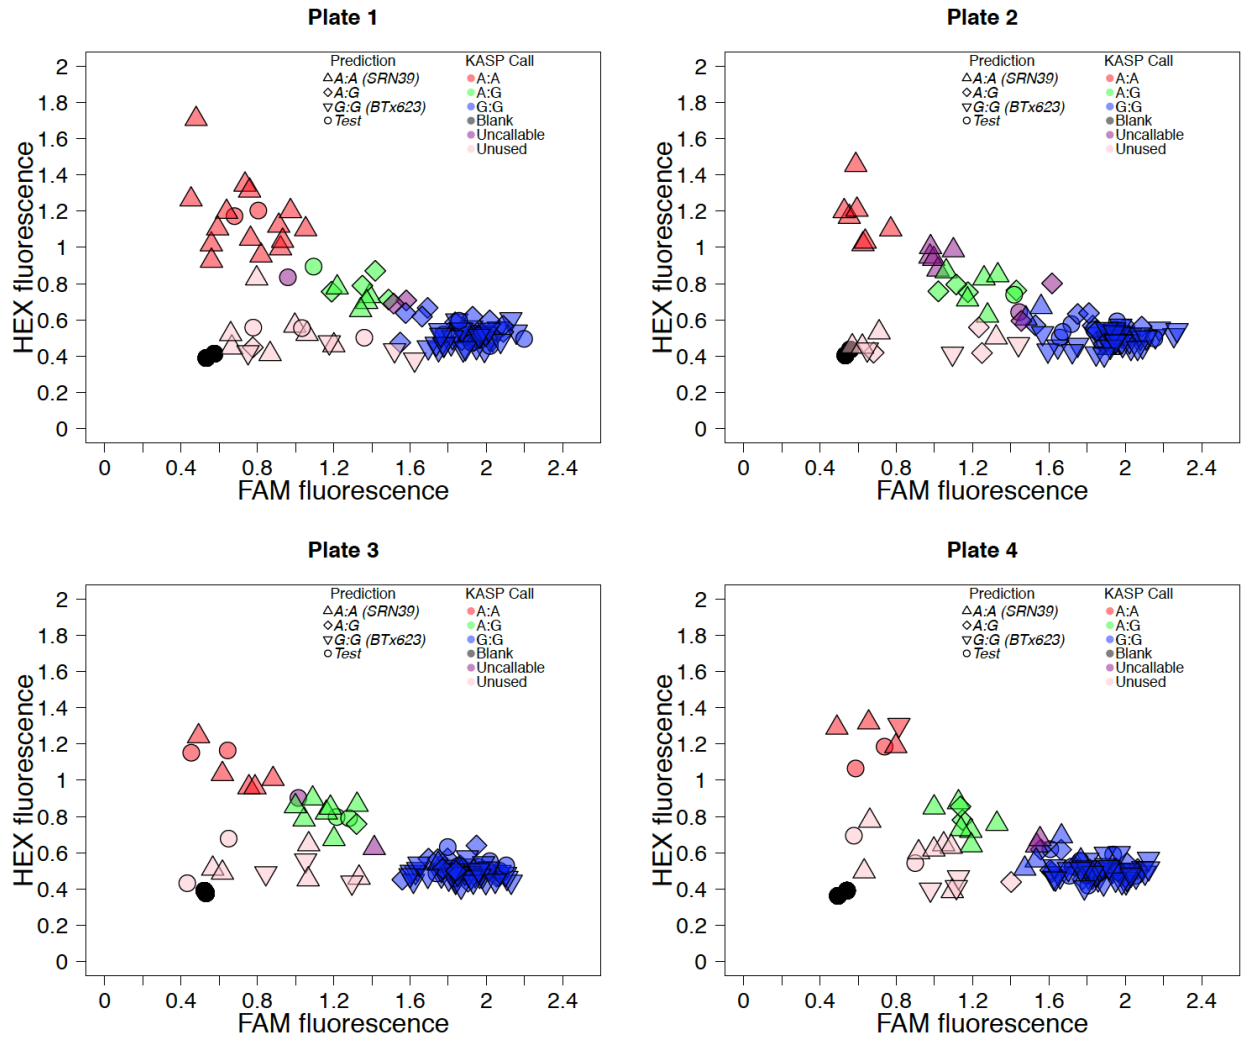 Plate 1
Prediction KASP Call
A:A (SRN39) A:A
A:G A:G
G:G (BTx623) G:G
Test Blank
Uncallable
Unused
HEX fluorescence
2
1.8
1.6
1.4
1.2
1
0.8
0.6
0.4
0.2
0
0 0.4 0.8 1.2 1.6 2 2.4
FAM fluorescence
Plate 2
Prediction KASP Call
A:A (SRN39) A:A
A:G A:G
G:G (BTx623) G:G
Test Blank
Uncallable
Unused
HEX fluorescence
2
1.8
1.6
1.4
1.2
1
0.8
0.6
0.4
0.2
0
0 0.4 0.8 1.2 1.6 2 2.4
FAM fluorescence
Plate 3
Prediction KASP Call
A:A (SRN39) A:A
A:G A:G
G:G (BTx623) G:G
Test Blank
Uncallable
Unused
HEX fluorescence
2
1.8
1.6
1.4
1.2
1
0.8
0.6
0.4
0.2
0
0 0.4 0.8 1.2 1.6 2 2.4
FAM fluorescence
Plate 4
Prediction KASP Call
A:A (SRN39) A:A
A:G A:G
G:G (BTx623) G:G
Test Blank
Uncallable
Unused
HEX fluorescence
2
1.8
1.6
1.4
1.2
1
0.8
0.6
0.4
0.2
0
0 0.4 0.8 1.2 1.6 2 2.4
FAM fluorescence